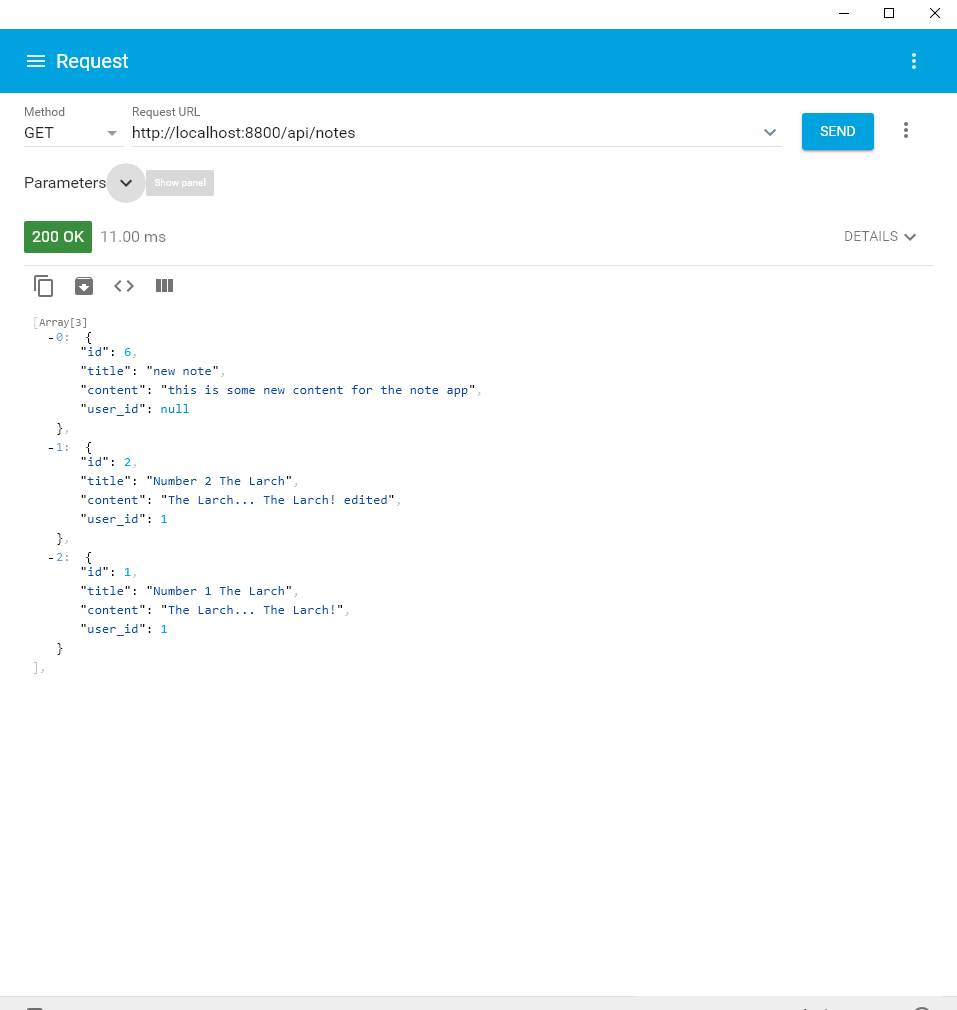 Request
Method
Request URL
GET
http://localhost:8800/api/notes
SEND
Parameters
Show panel
200 OK
11.00 ms
DETAILS
[Array[3]
-0: {
"id": 6,
"title": "new note",
"content": "this is some new content for the note app",
"user_id": null
},
-1: {
"id": 2,
"title": "Number 2 The Larch",
"content": "The Larch... The Larch! edited",
"user_id": 1
},
-2: {
"id": 1,
"title": "Number 1 The Larch",
"content": "The Larch... The Larch!",
"user_id": 1
}
],